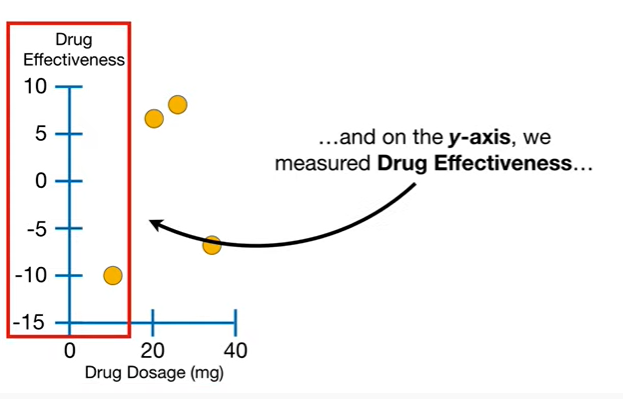 Drug
Effectiveness
10
5
0
-5
-10
-15
0 20 40
Drug Dosage (mg)
…and on the y-axis, we
measured Drug Effectiveness…